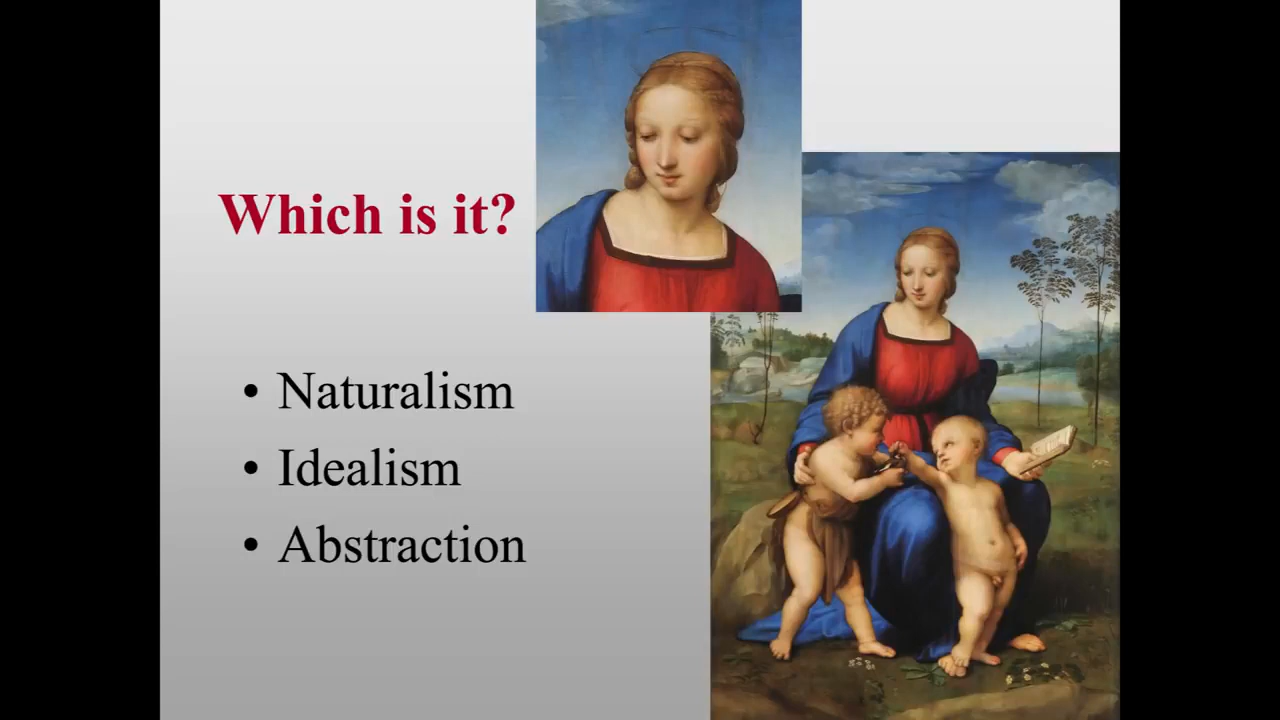 Which is it?
• Naturalism
• Idealism
• Abstraction